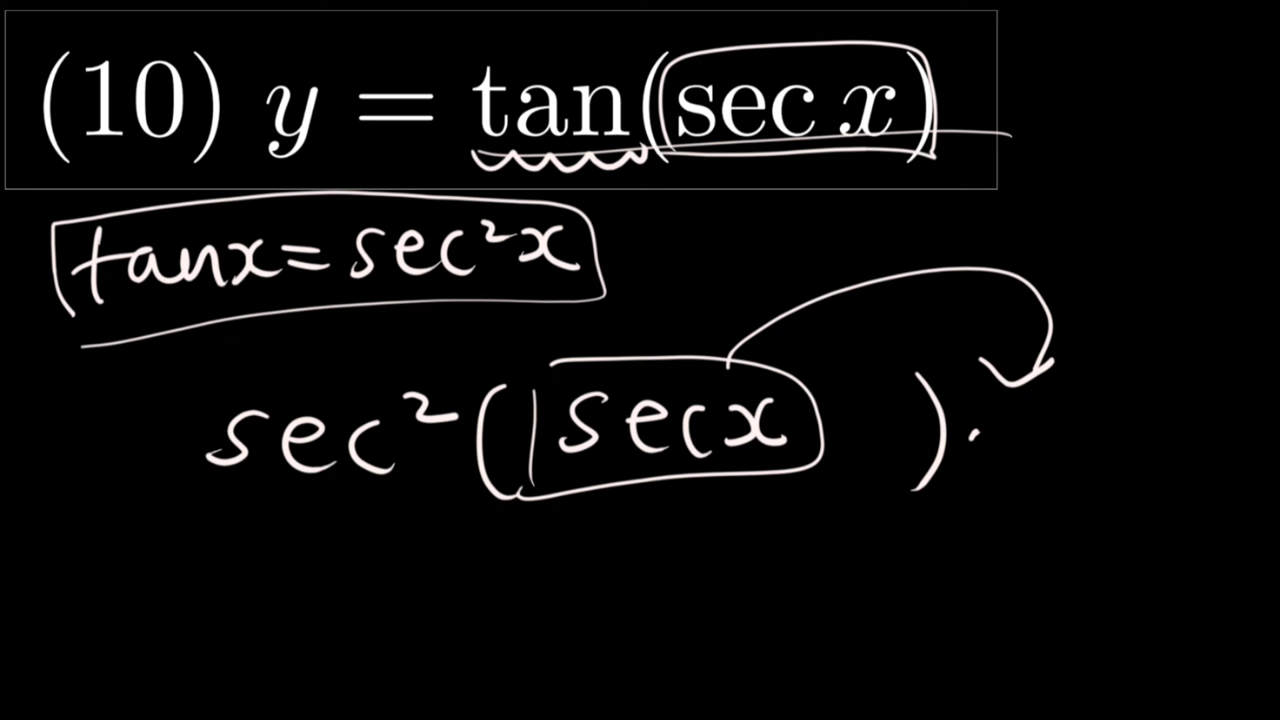 (10) y = tan(sec x)
tanx=sec²x
sec²(secx).